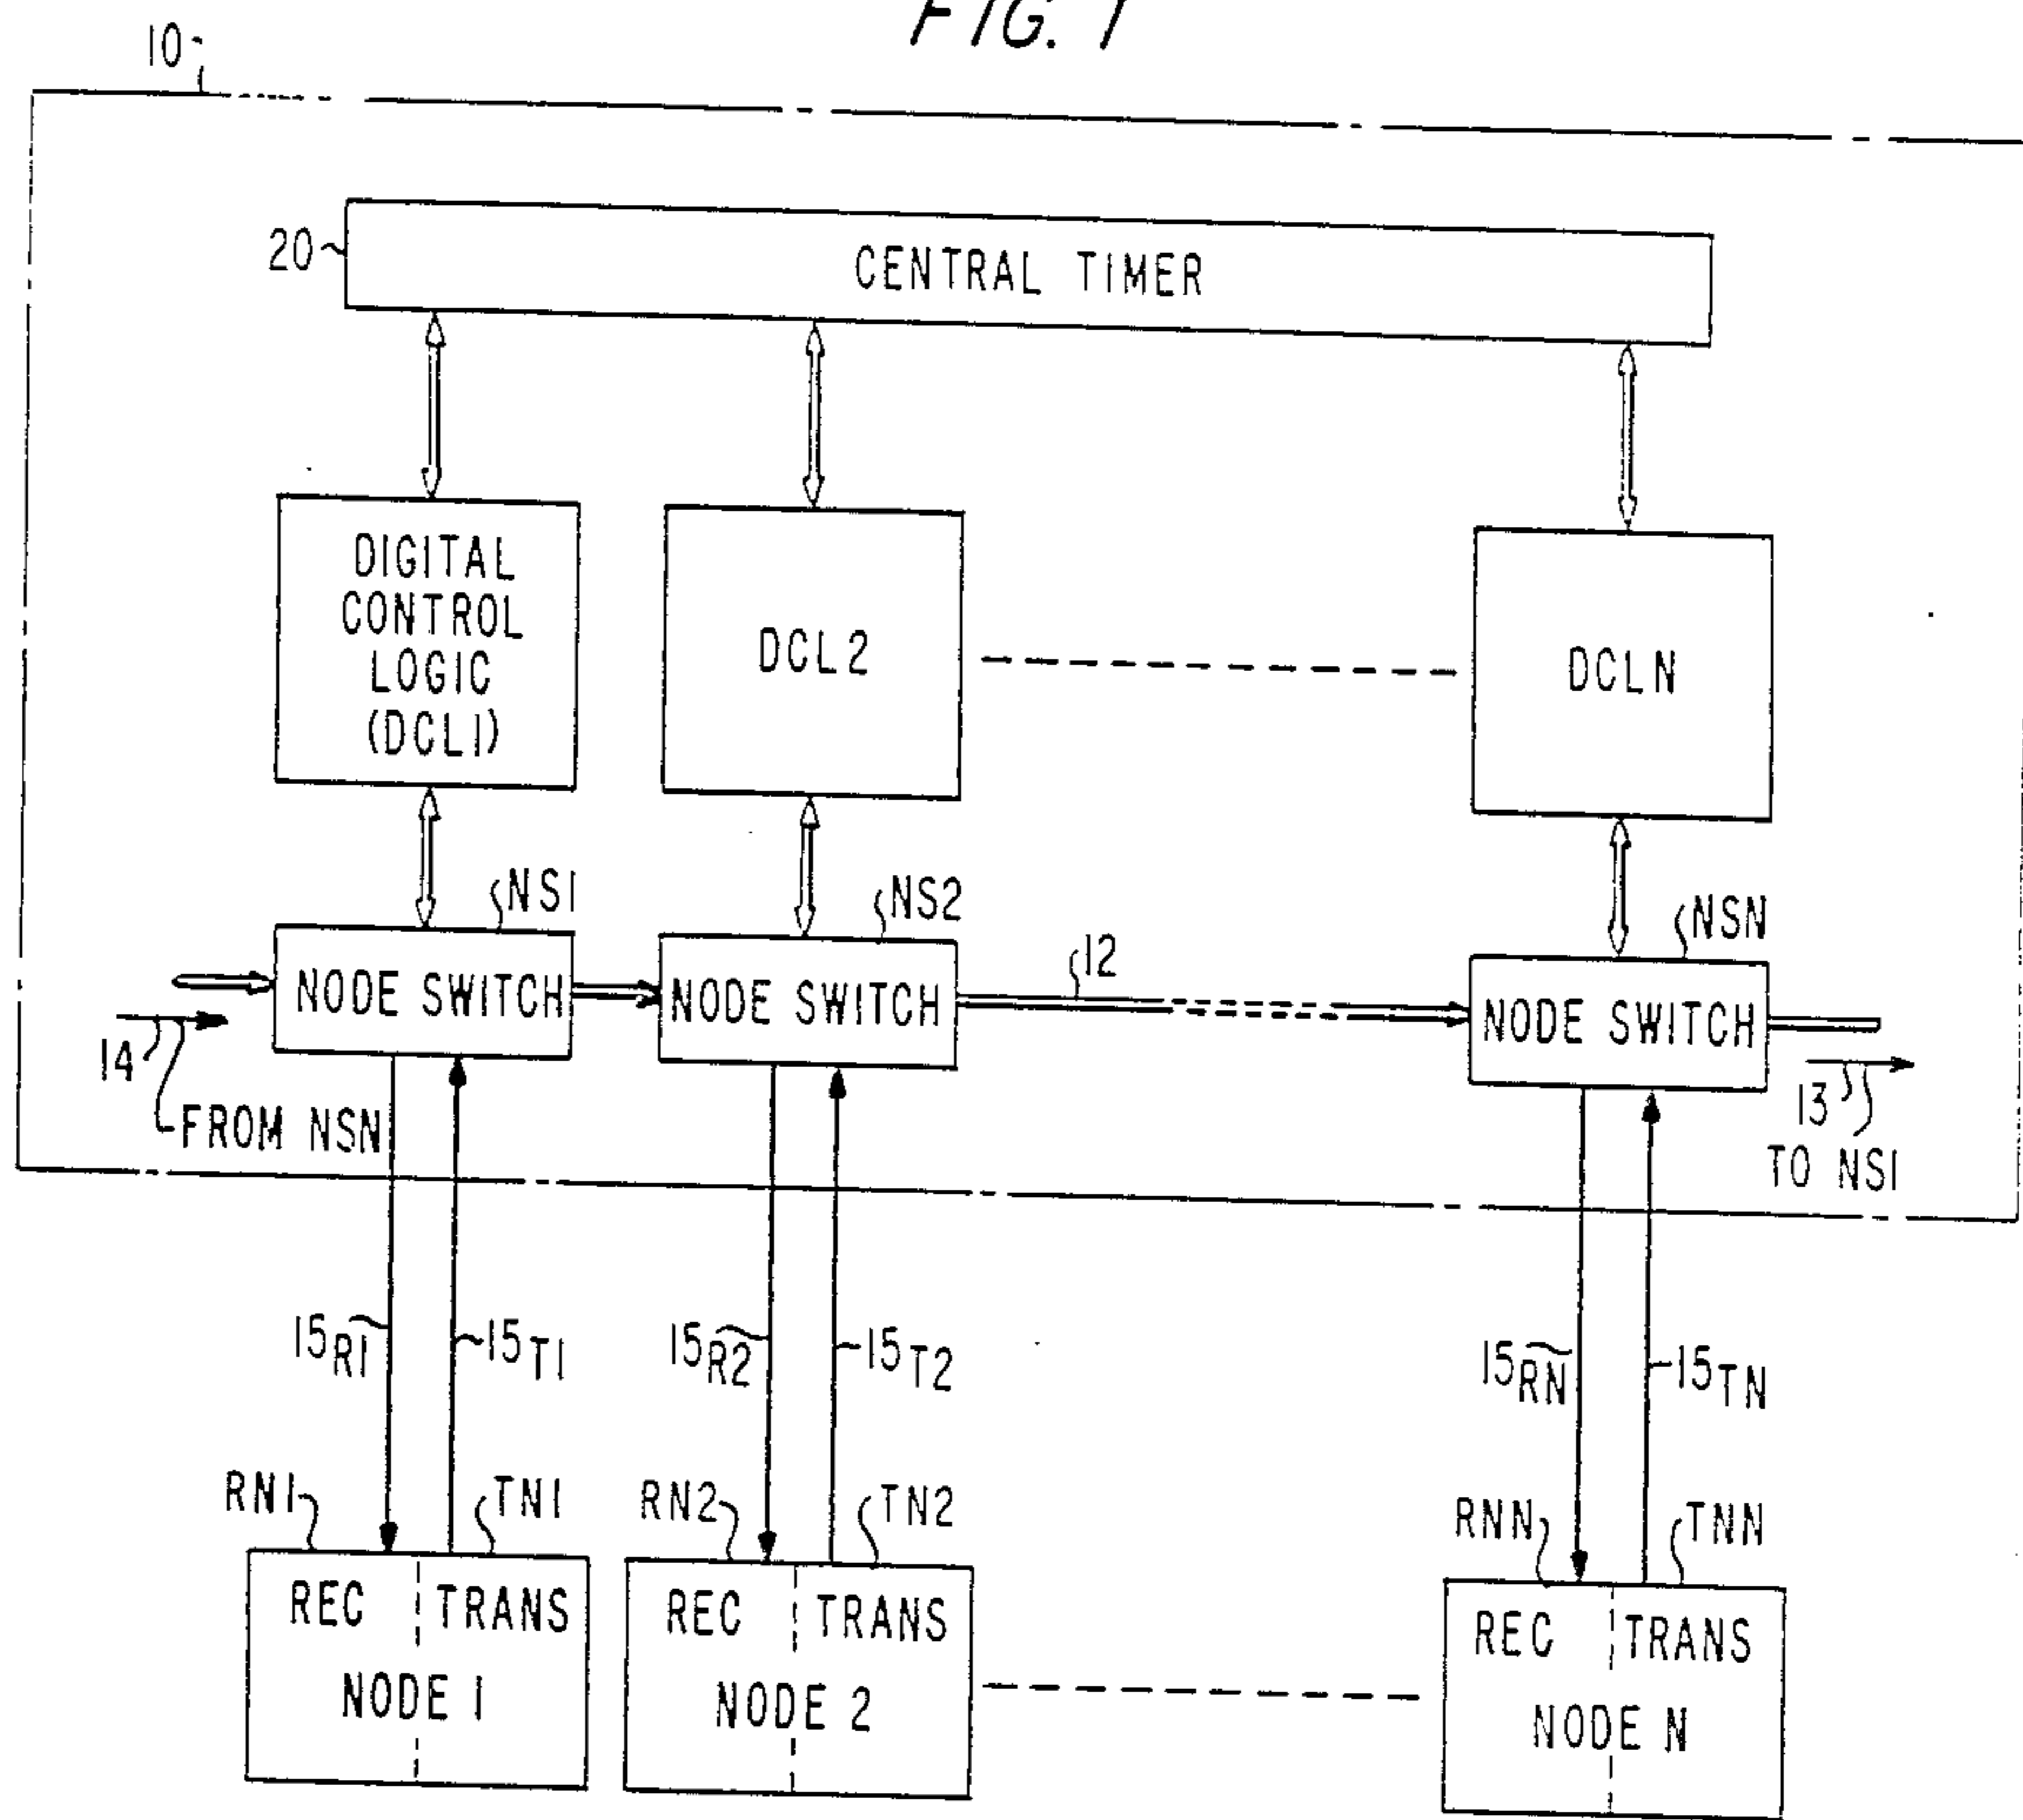 FIG. 1
10
20
CENTRAL TIMER
DIGITAL
CONTROL
LOGIC
(DCL1)
DCL2
DCLN
NS1
NS2
NSN
12
NODE SWITCH
NODE SWITCH
NODE SWITCH
14
FROM NSN
13
TO NS1
15R1
15T1
15R2
15T2
15RN
15TN
RN1
TN1
RN2
TN2
RNN
TNN
REC
TRANS
NODE 1
REC
TRANS
NODE 2
REC
TRANS
NODE N